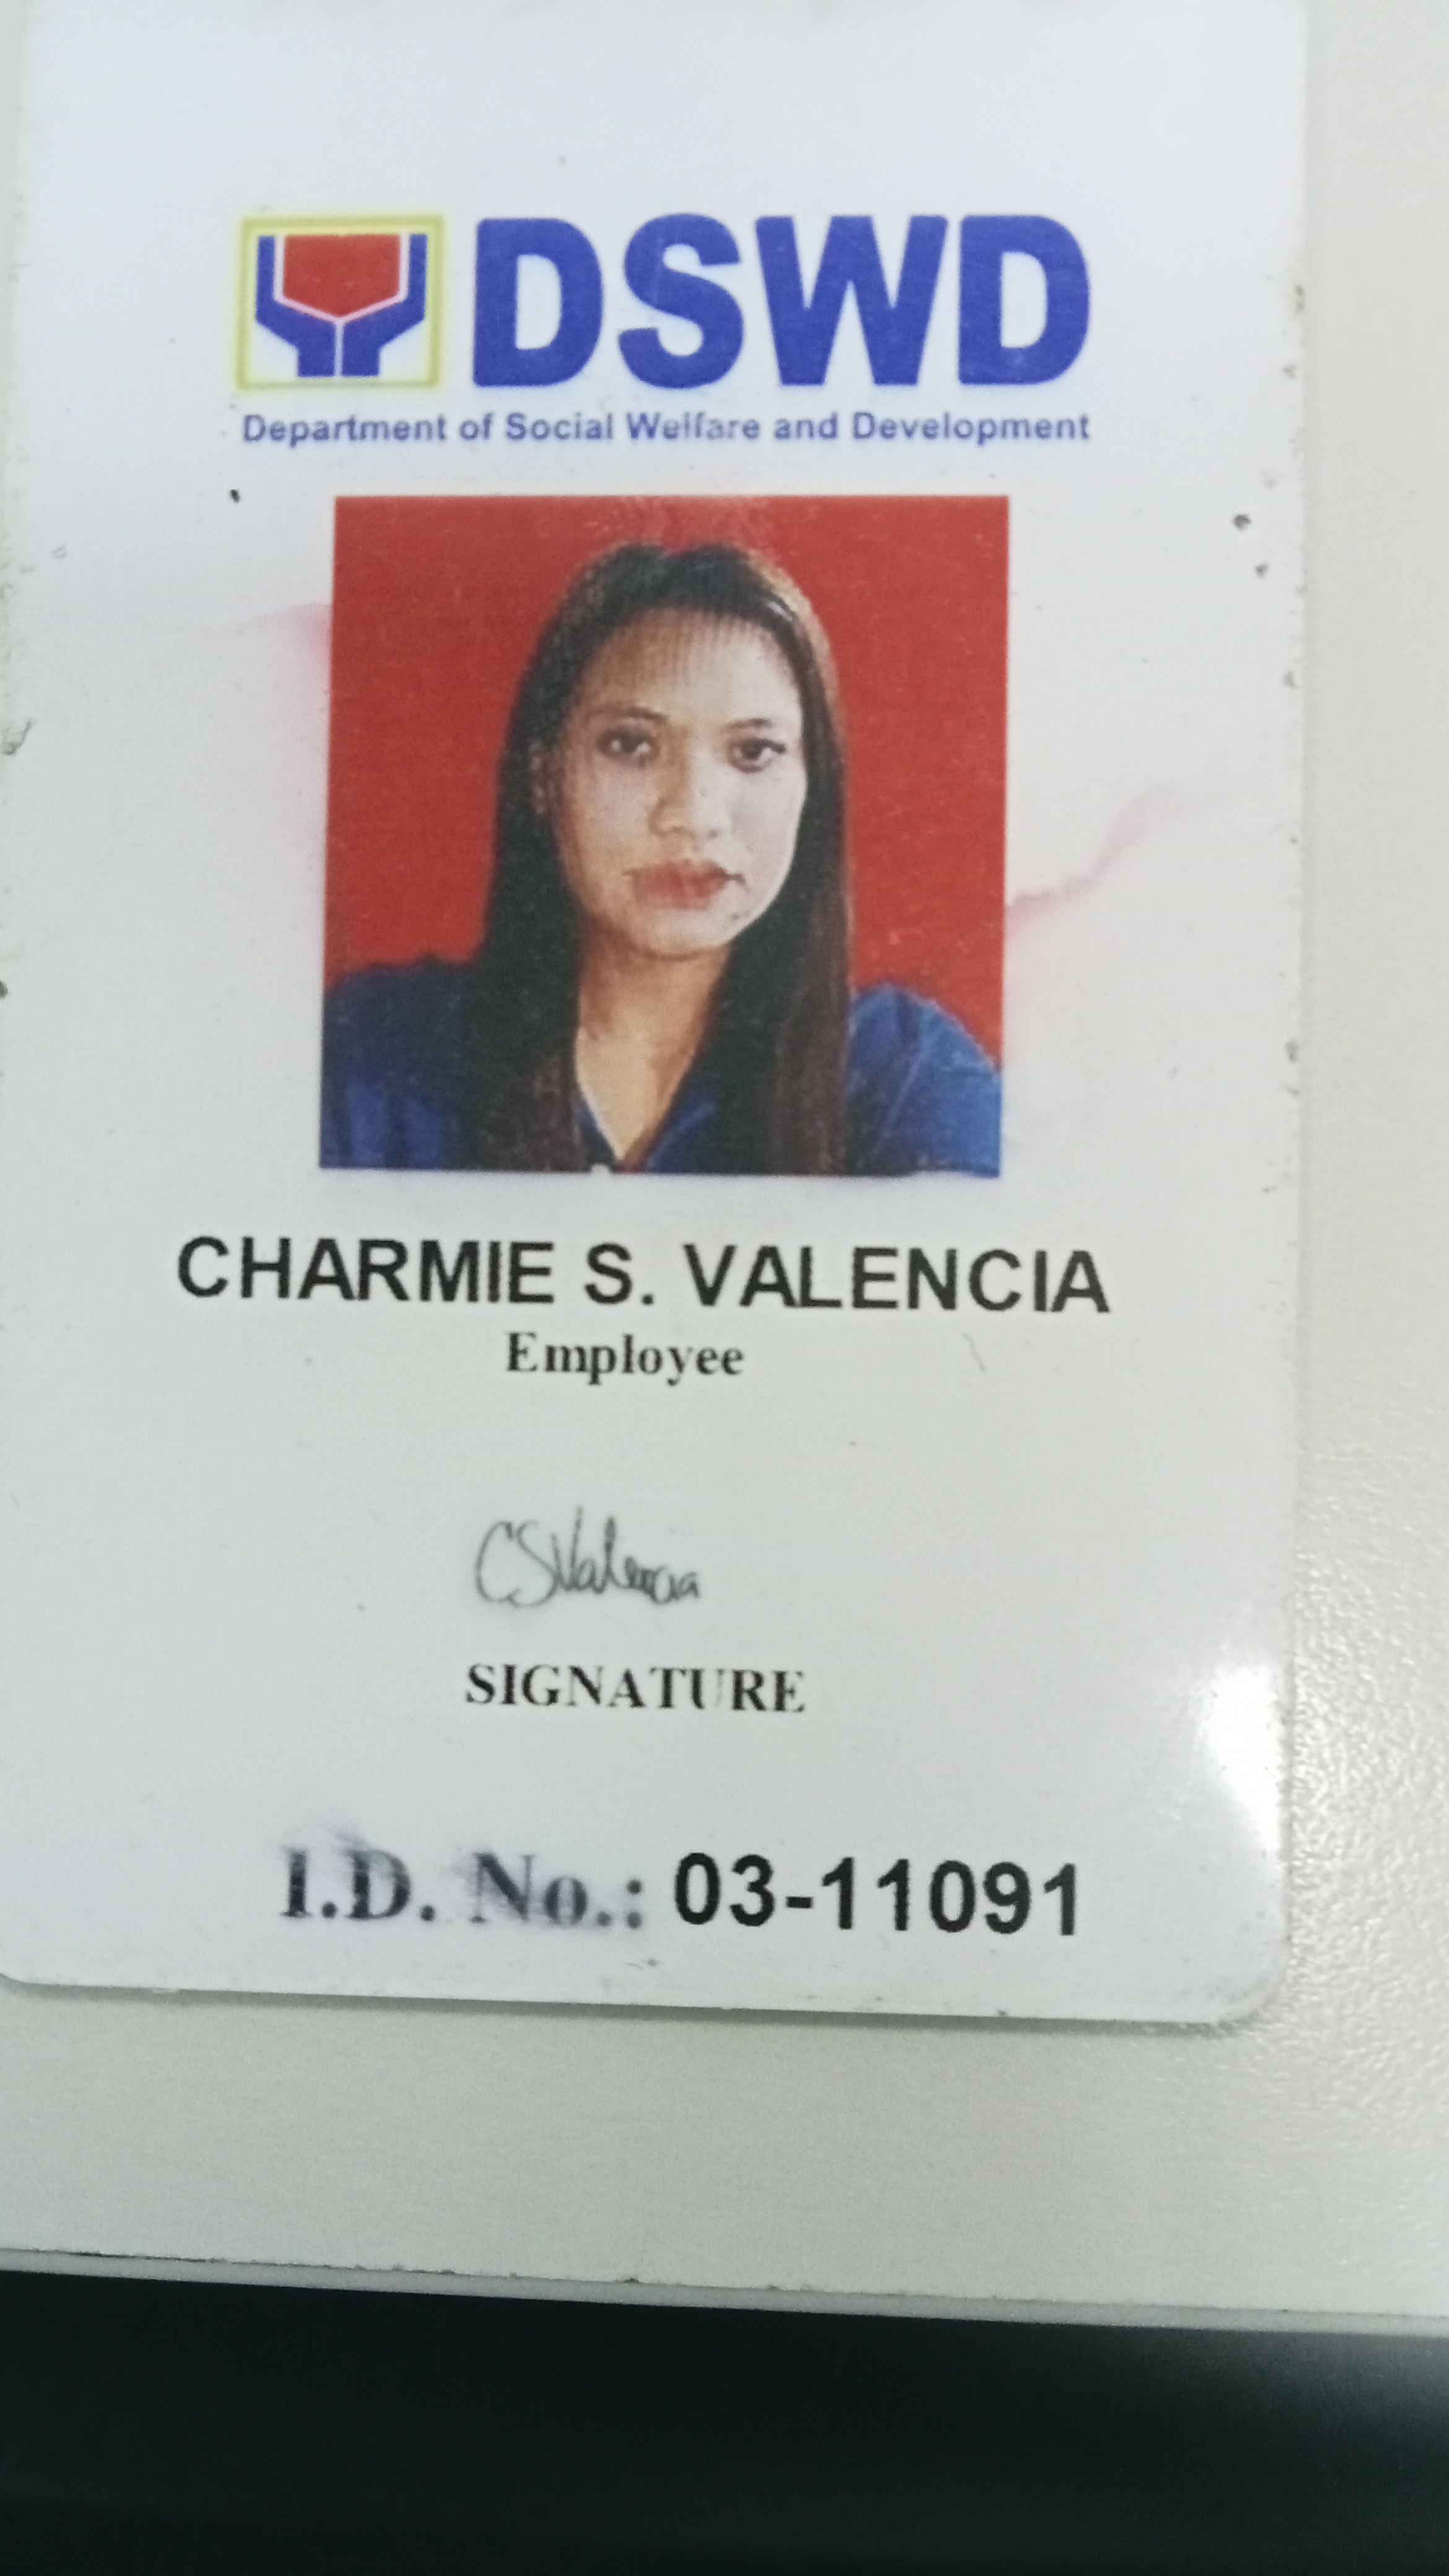 DSWD
Department of Social Welfare and Development
CHARMIE S. VALENCIA
Employee
CSValencia
SIGNATURE
I.D. No.: 03-11091